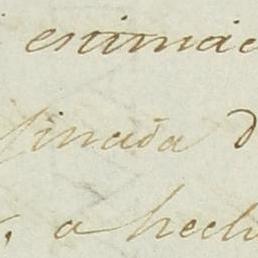 estimac
finada d
, a hech